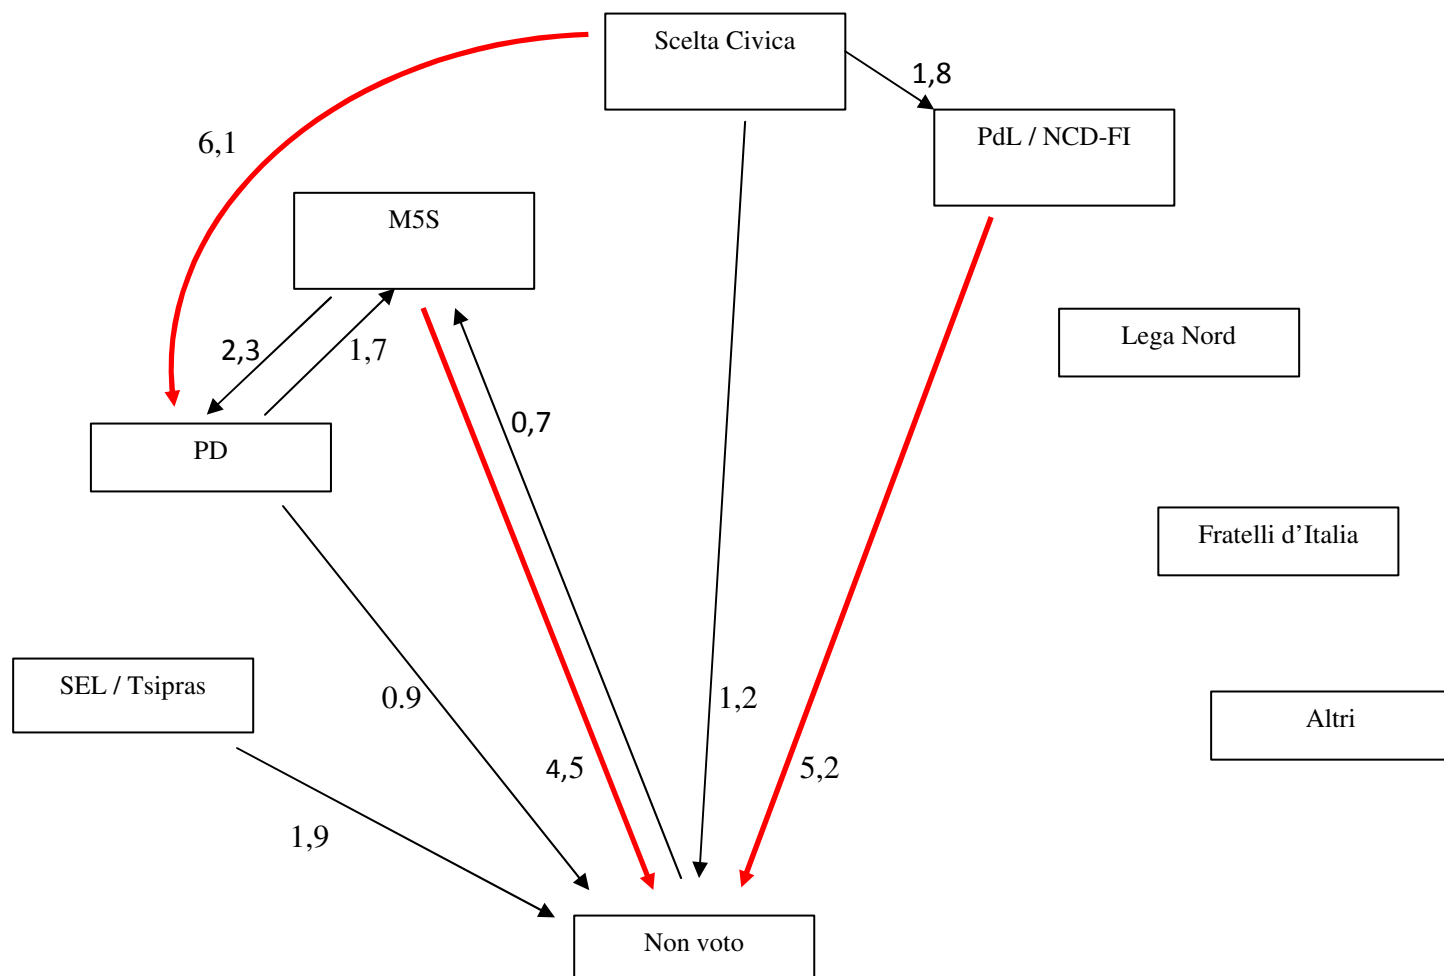 Scelta Civica
1,8
PdL / NCD-FI
6,1
M5S
2,3
1,7
Lega Nord
0,7
PD
Fratelli d’Italia
SEL / Tsipras
0.9
1,2
Altri
4,5
5,2
1,9
Non voto